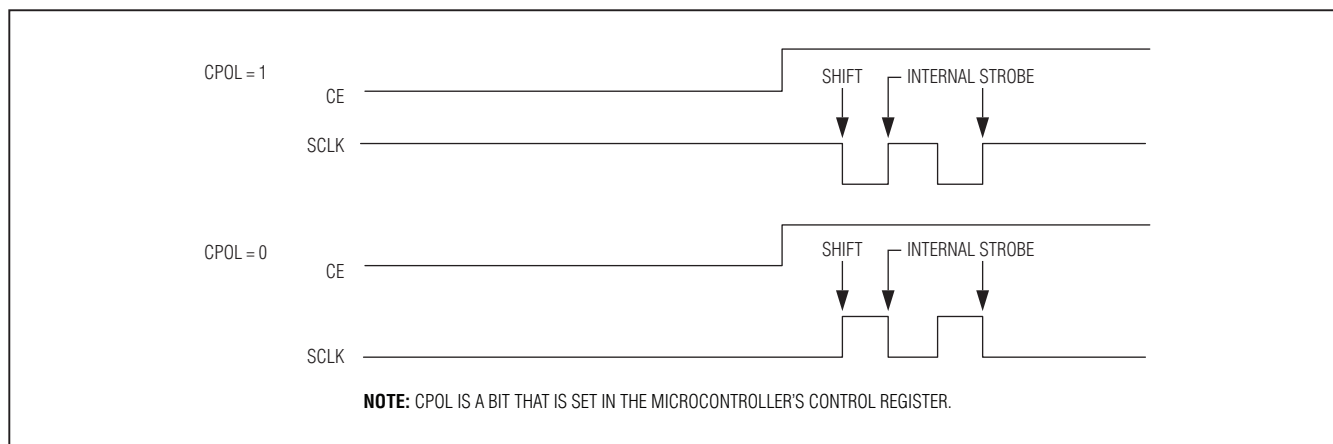 CPOL = 1
CE
SHIFT
INTERNAL STROBE
SCLK
CPOL = 0
CE
SHIFT
INTERNAL STROBE
SCLK
NOTE: CPOL IS A BIT THAT IS SET IN THE MICROCONTROLLER'S CONTROL REGISTER.